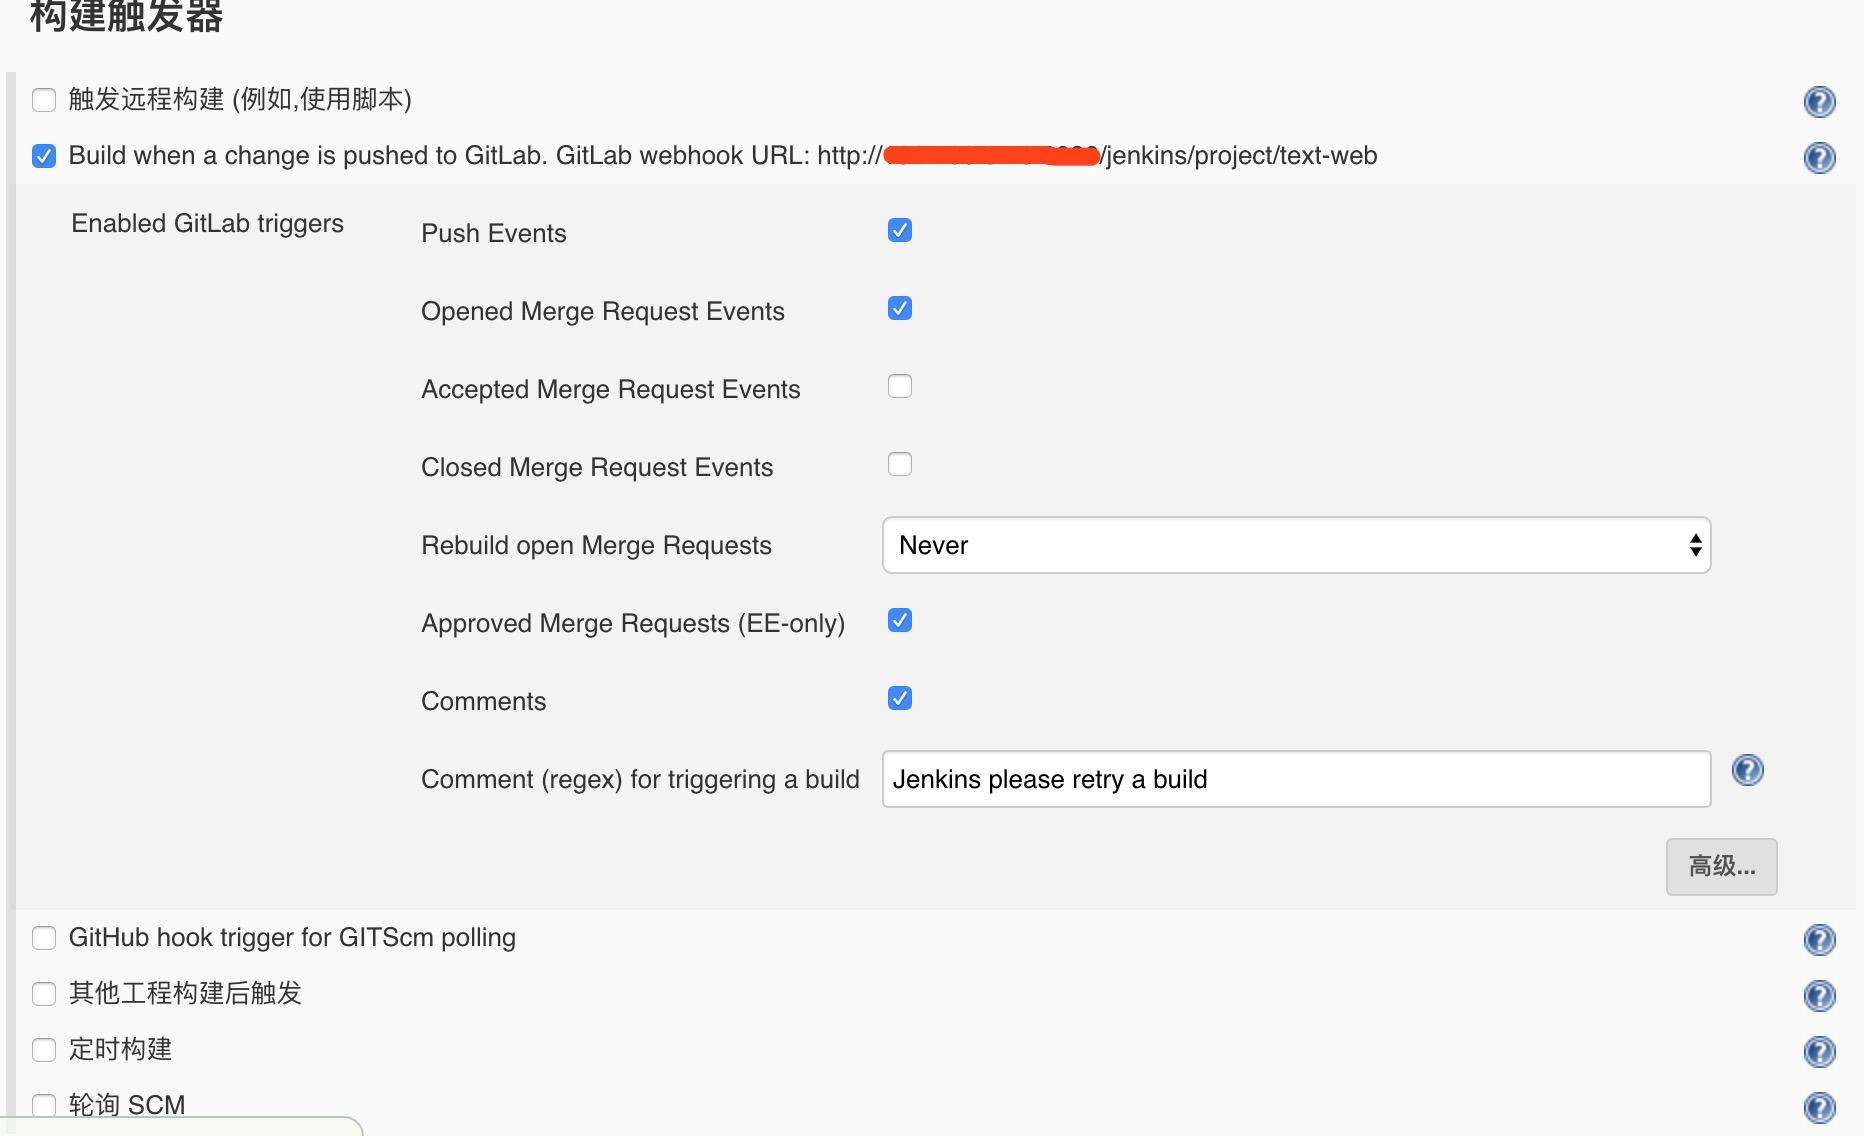 构建触发器
触发远程构建 (例如,使用脚本)
Build when a change is pushed to GitLab. GitLab webhook URL: http:// /jenkins/project/text-web
Enabled GitLab triggers
Push Events
Opened Merge Request Events
Accepted Merge Request Events
Closed Merge Request Events
Rebuild open Merge Requests
Never
Approved Merge Requests (EE-only)
Comments
Comment (regex) for triggering a build
Jenkins please retry a build
高级...
GitHub hook trigger for GITScm polling
其他工程构建后触发
定时构建
轮询 SCM